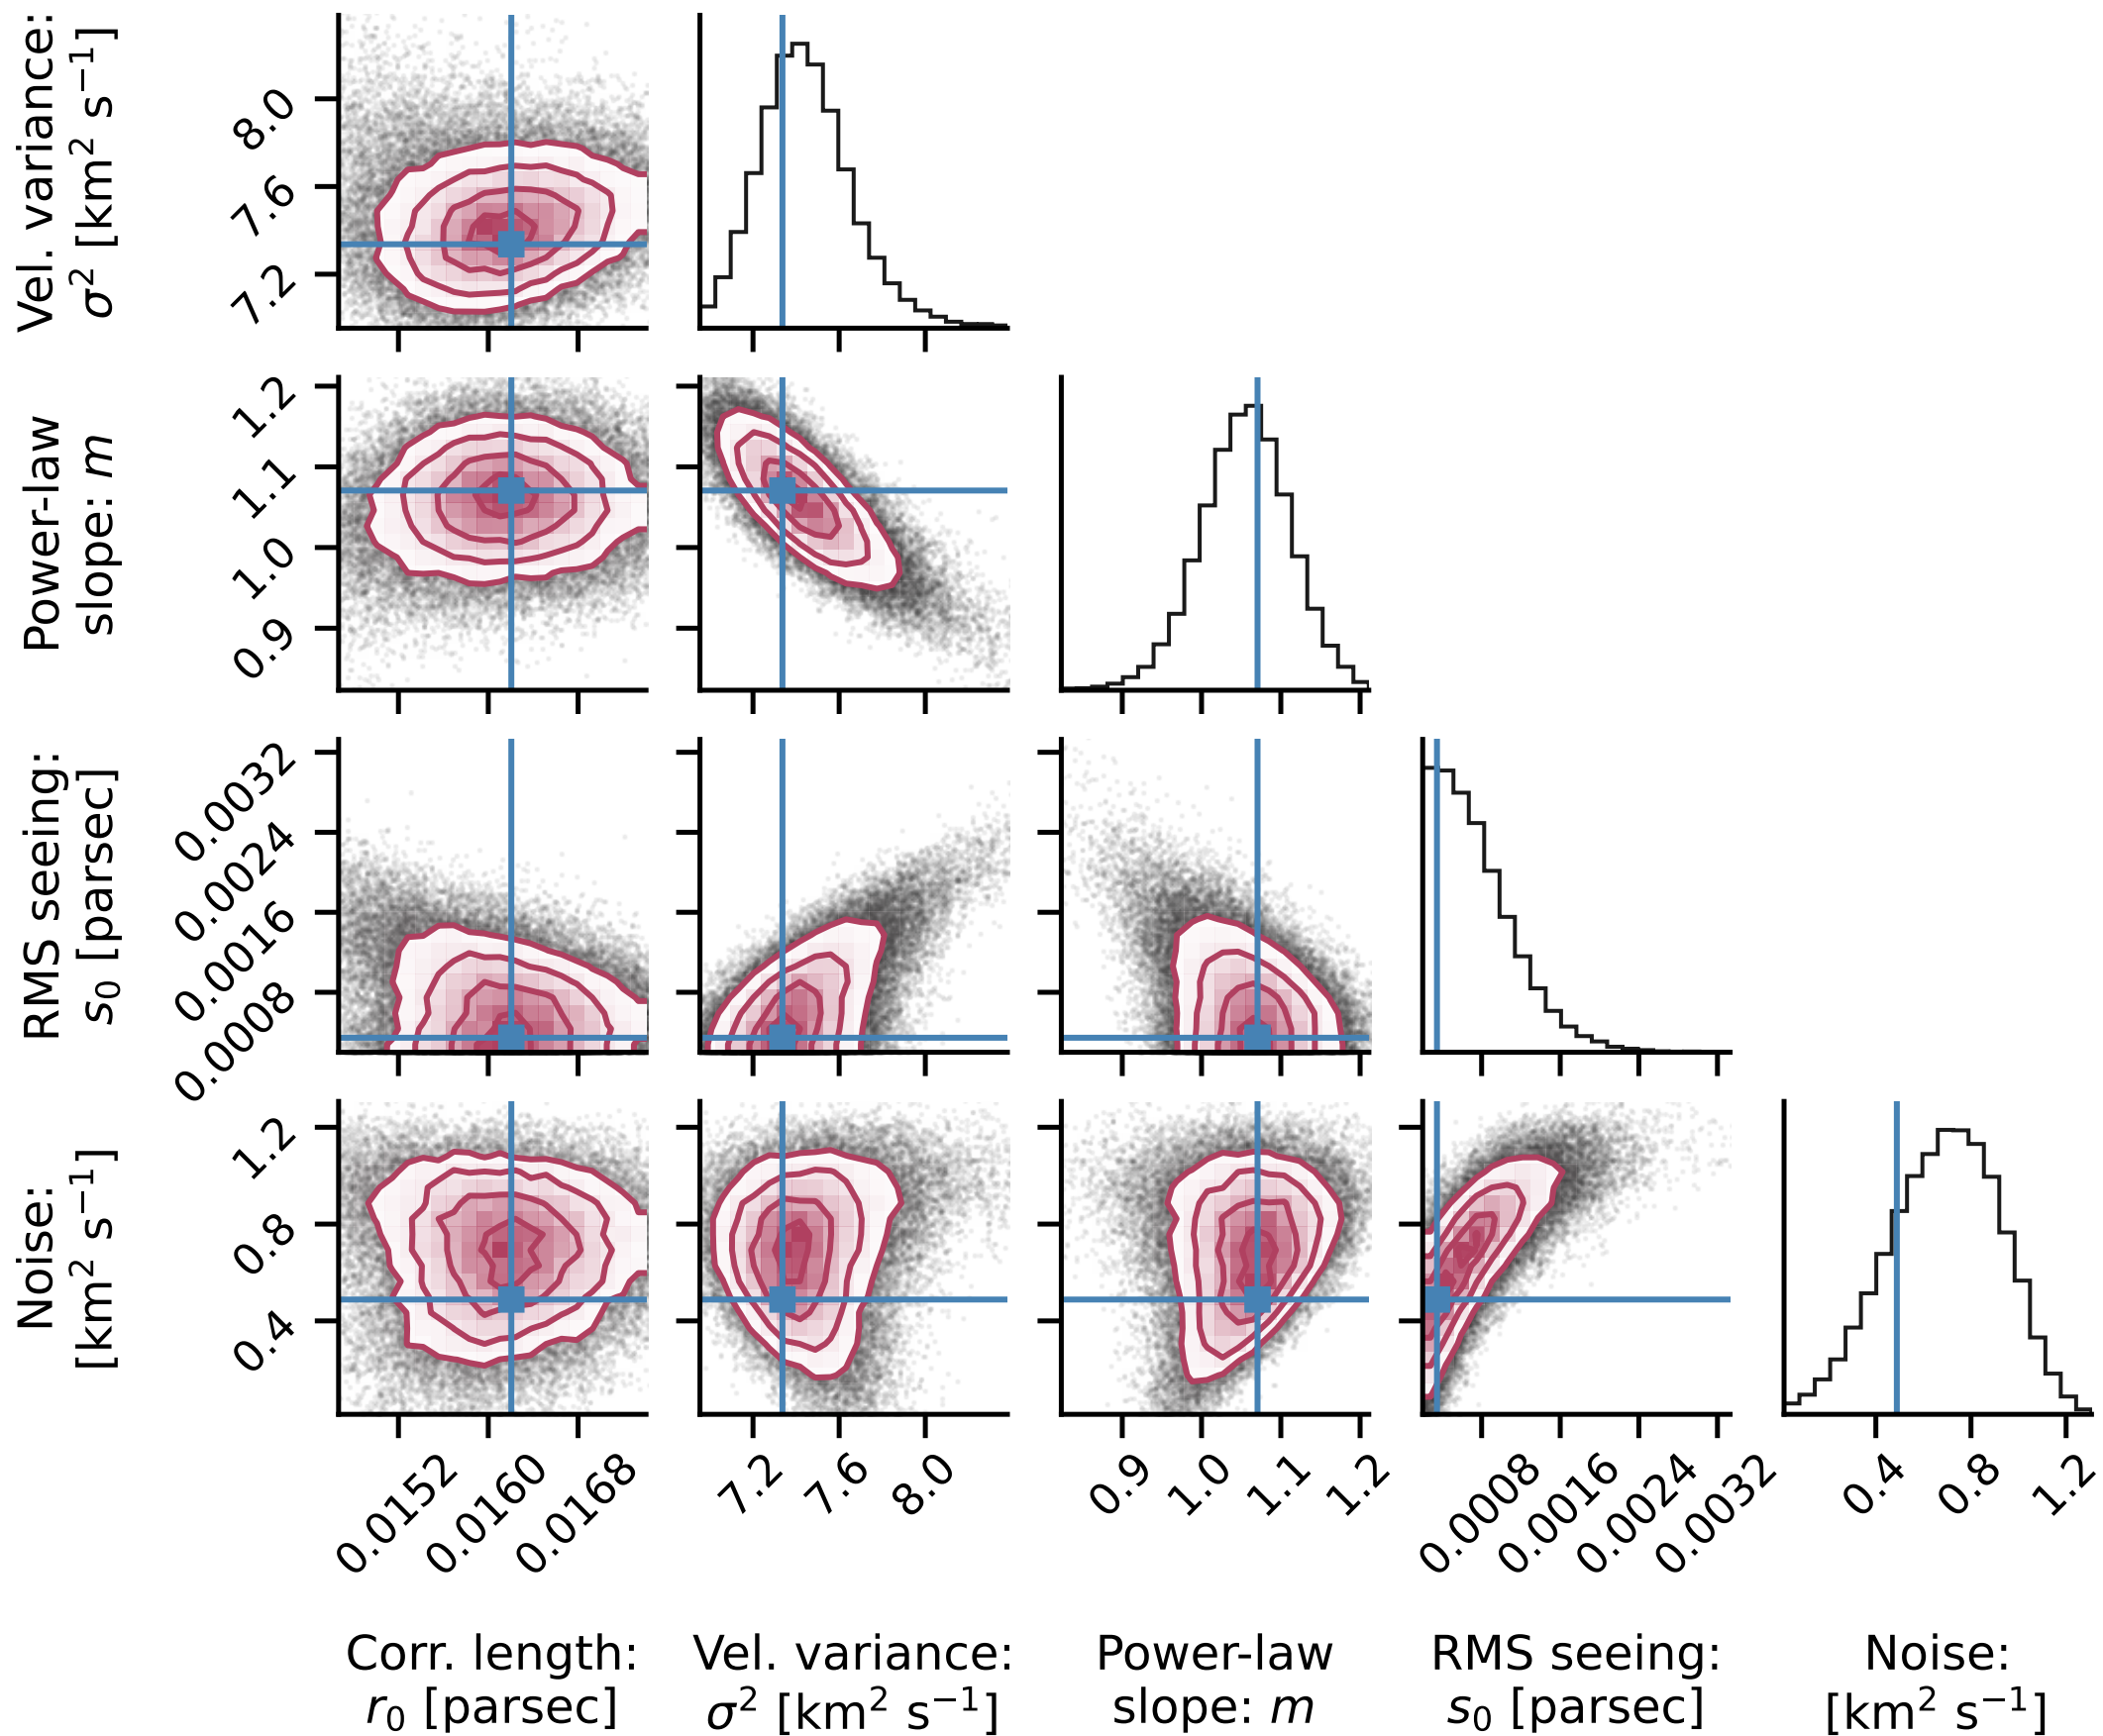 Vel. variance:
σ² [km² s⁻¹]
8.0
7.6
7.2
Power-law
slope: m
1.2
1.1
1.0
0.9
RMS seeing:
s₀ [parsec]
0.0032
0.0024
0.0016
0.0008
Noise:
[km² s⁻¹]
1.2
0.8
0.4
0.0152 0.0160 0.0168 7.2 7.6 8.0 0.9 1.0 1.1 1.2 0.0008 0.0016 0.0024 0.0032 0.4 0.8 1.2
Corr. length:
r₀ [parsec]
Vel. variance:
σ² [km² s⁻¹]
Power-law
slope: m
RMS seeing:
s₀ [parsec]
Noise:
[km² s⁻¹]